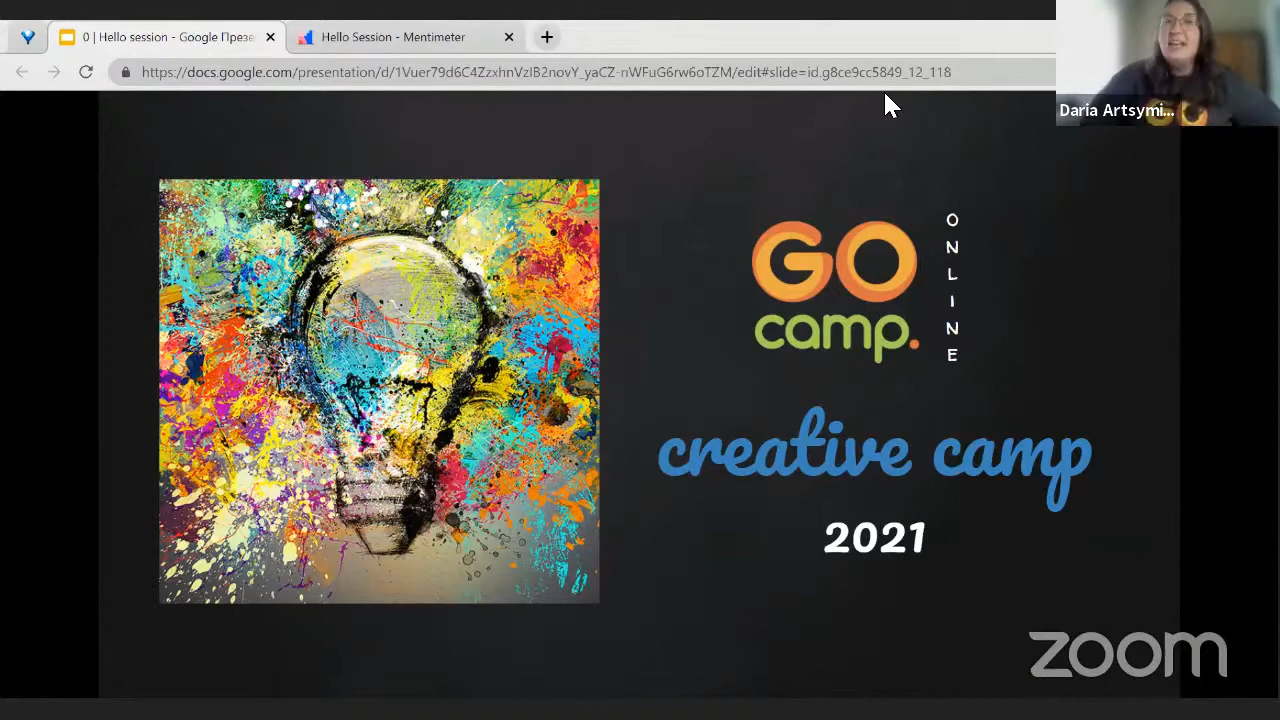 0 | Hello session - Google Презе
Hello Session - Mentimeter
https://docs.google.com/presentation/d/1Vuer79d6C4ZzxhnVzIB2novY_yaCZ-nWFuG6rw6oTZM/edit#slide=id.g8ce9cc5849_12_118
Daria Artsymi...
GO
camp.
ONLINE
creative camp
2021
zoom